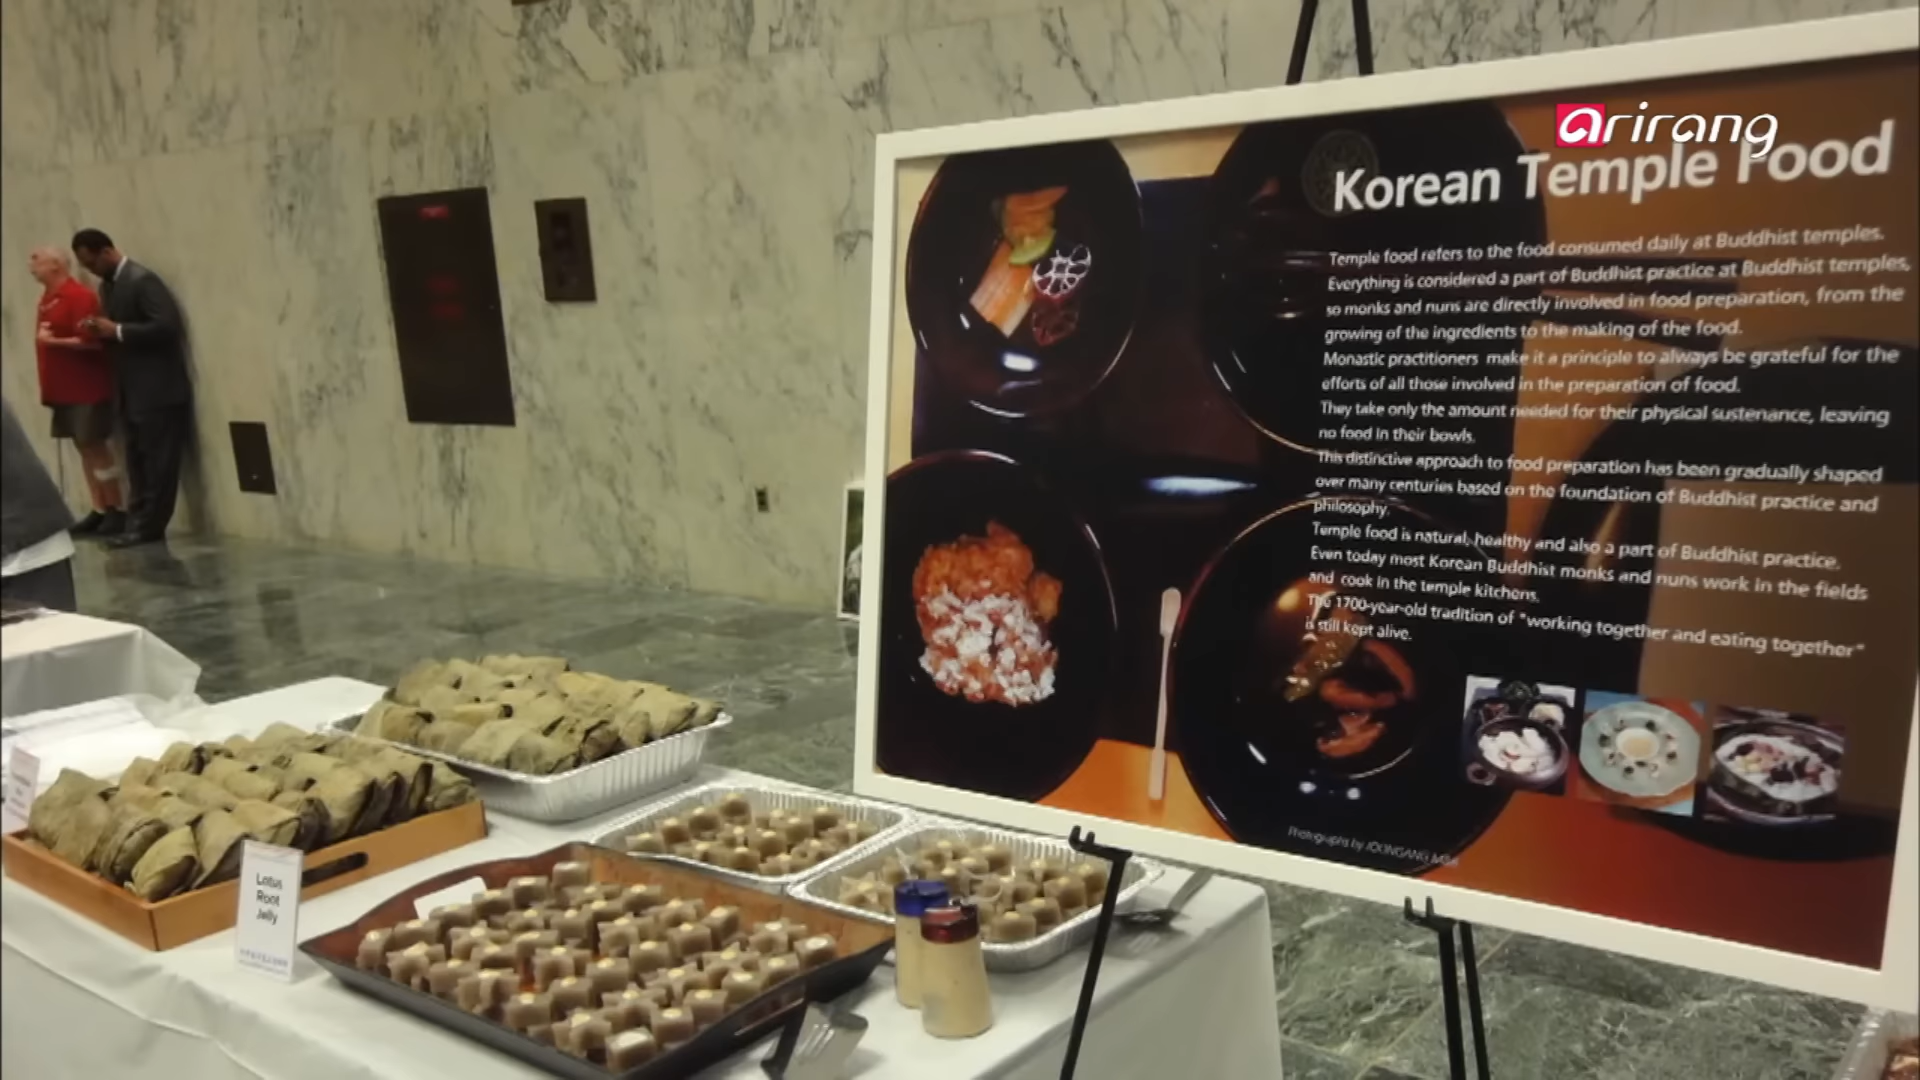 arirang
Korean Temple Food
Temple food refers to the food consumed daily at Buddhist temples.
Everything is considered a part of Buddhist practice at Buddhist temples,
so monks and nuns are directly involved in food preparation, from the
growing of the ingredients to the making of the food.
Monastic practitioners make it a principle to always be grateful for the
efforts of all those involved in the preparation of food.
They take only the amount needed for their physical sustenance, leaving
no food in their bowls.
This distinctive approach to food preparation has been gradually shaped
over many centuries based on the foundation of Buddhist practice and
philosophy.
Temple food is natural, healthy and also a part of Buddhist practice.
Even today most Korean Buddhist monks and nuns work in the fields
and cook in the temple kitchens.
The 1700-year-old tradition of "working together and eating together"
is still kept alive.
Photographs by JOONGANG
Lotus
Root
Jelly